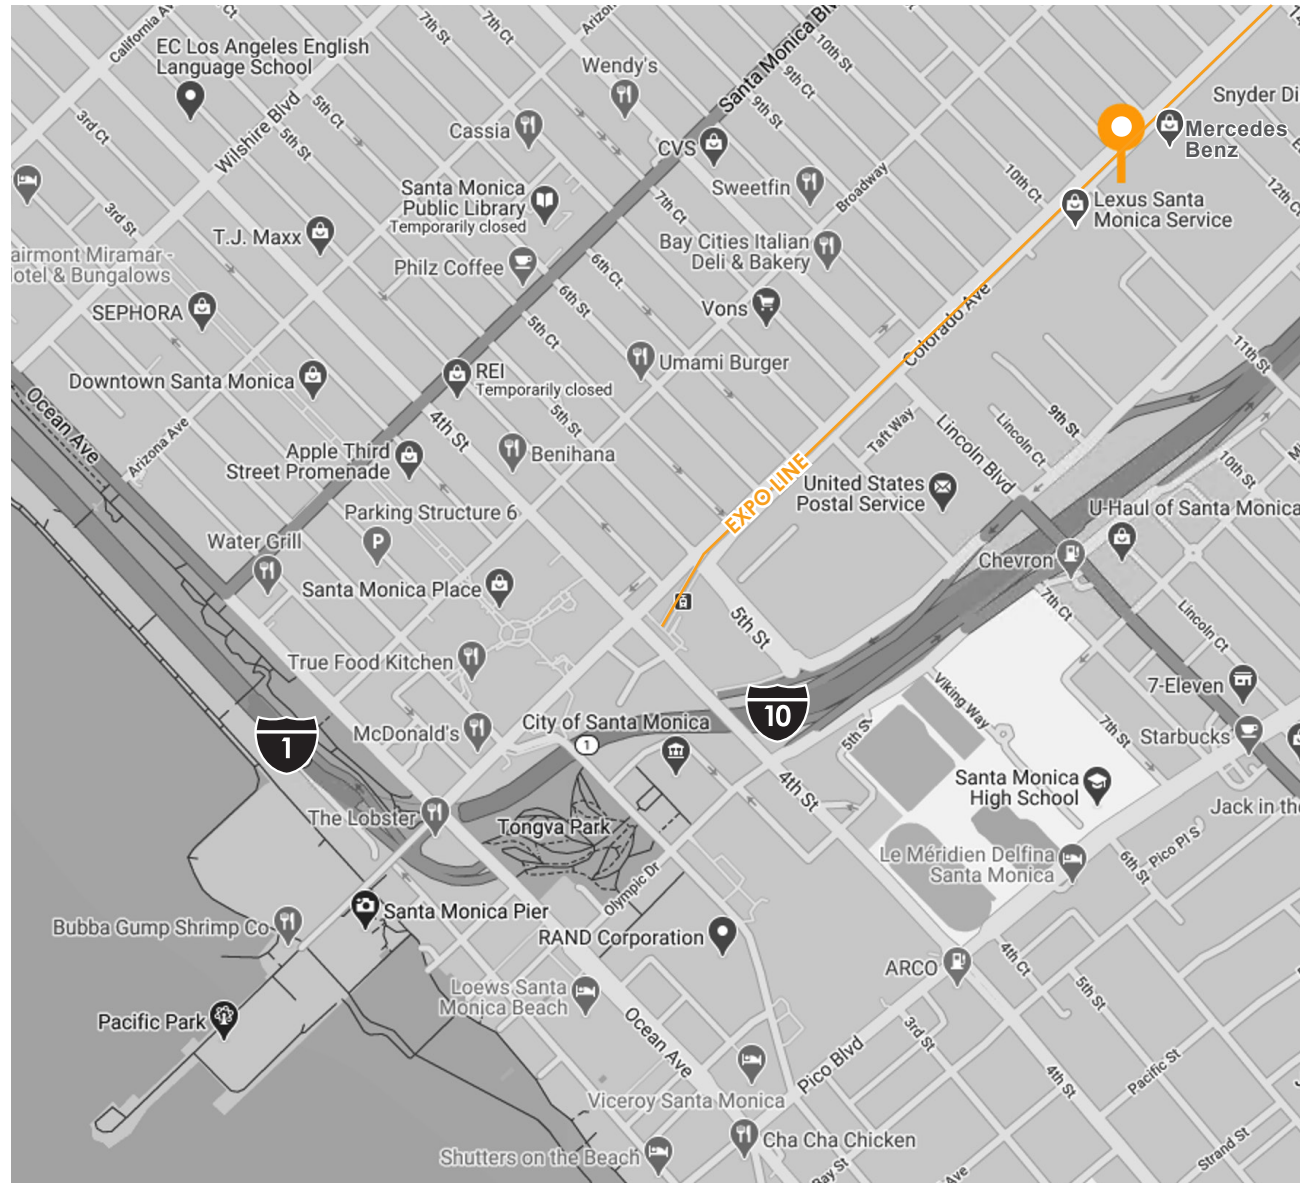 California Av
Ct
7th St
7th Ct
Arizon
Santa Monica Blv
10th St
14
EC Los Angeles English
Language School
Wendy's
9th Ct
Snyder Di
3rd Ct
Wilshire Blvd
5th Ct
5th St
Cassia
9th St
CVS
Mercedes
Benz
Santa Monica
Public Library
Temporarily closed
Sweetfin
Broadway
10th Ct
12th Ct
3rd St
T.J. Maxx
7th Ct
Lexus Santa
Monica Service
airmont Miramar -
otel & Bungalows
Philz Coffee
6th Ct.
Bay Cities Italian
Deli & Bakery
SEPHORA
6th St
Vons
Colorado Ave
5th Ct
Umami Burger
11th St
Downtown Santa Monica
REI
Temporarily closed
Ocean Ave
Arizona Ave
4th St
5th St
Taft Way
Lincoln Blvd
Lincoln Ct
9th St
Apple Third
Street Promenade
Benihana
EXPO LINE
United States
Postal Service
10th St
Mi
Parking Structure 6
P
U-Haul of Santa Monica
Water Grill
Chevron
Santa Monica Place
7th Ct
Lincoln Ct
5th St
True Food Kitchen
Viking Way
7-Eleven
10
City of Santa Monica
1
McDonald's
1
5th St
7th St
Starbucks
4th St
Santa Monica
High School
Jack in the
The Lobster
Tongva Park
Le Méridien Delfina
Santa Monica
6th St
Pico Pl S
Olympic Dr
Santa Monica Pier
Bubba Gump Shrimp Co
RAND Corporation
ARCO
4th Ct
Loews Santa
Monica Beach
5th St
Pacific Park
Ocean Ave
3rd St
Pico Blvd
4th St
Pacific St
Viceroy Santa Monica
Cha Cha Chicken
Shutters on the Beach
Bay St
Ave
Strand St